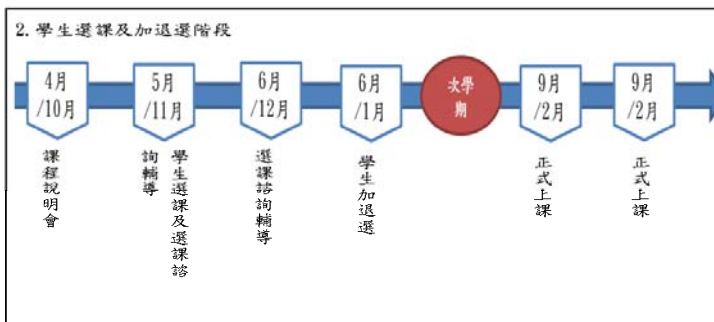 2. 學生選課及加退選階段
4月
/10月
5月
/11月
6月
/12月
6月
/1月
次學
期
9月
/2月
9月
/2月
課程說明會
學生選課及選課諮
詢輔導
選課諮詢輔導
學生加退選
正式上課
正式上課